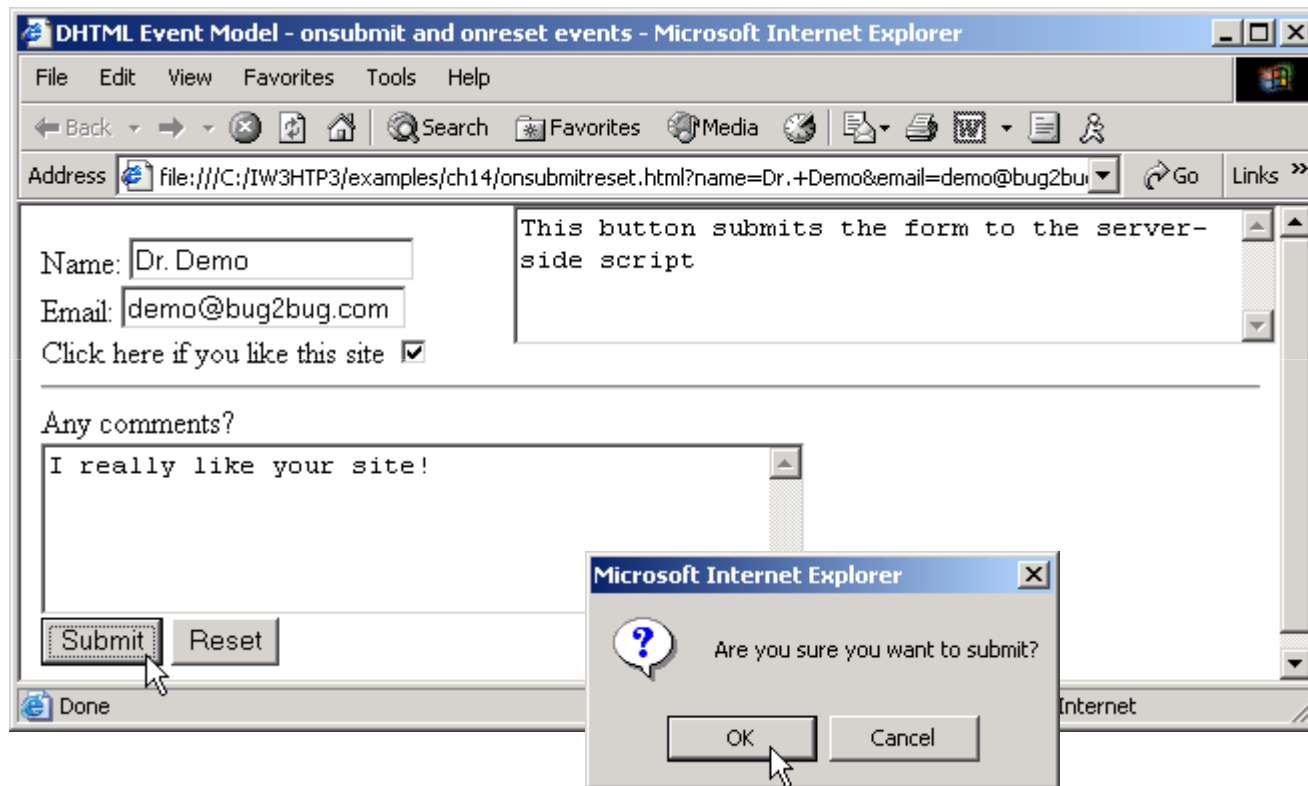 DHTML Event Model - onsubmit and onreset events - Microsoft Internet Explorer
File Edit View Favorites Tools Help
Back Search Favorites Media
Address file:///C:/IW3HTP3/examples/ch14/onsubmitreset.html?name=Dr.+Demo&email=demo@bug2bu Go Links »
This button submits the form to the server-
side script
Name: Dr. Demo
Email: demo@bug2bug.com
Click here if you like this site
Any comments?
I really like your site!
Submit Reset
Microsoft Internet Explorer
Are you sure you want to submit?
OK Cancel
Done Internet